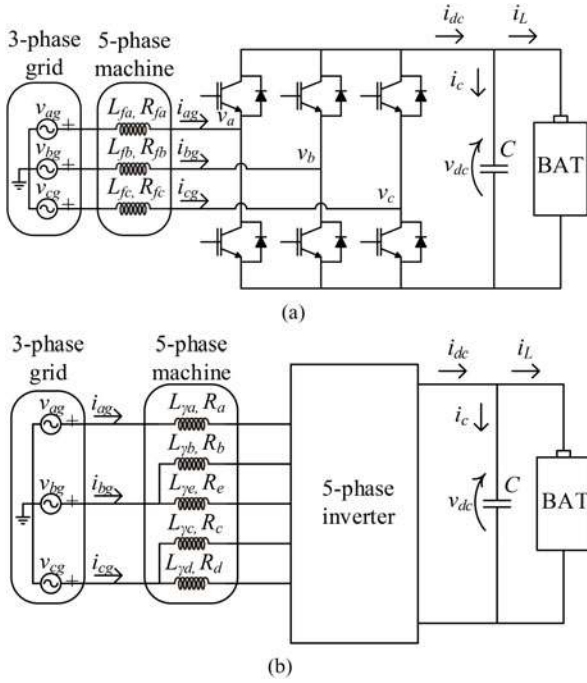 3-phase grid
5-phase machine
v_ag
v_bg
v_cg
L_fa, R_fa
L_fb, R_fb
L_fc, R_fc
i_ag
i_bg
i_cg
v_a
v_b
v_c
i_dc
i_L
i_c
v_dc
C
BAT
(a)
3-phase grid
5-phase machine
v_ag
v_bg
v_cg
i_ag
i_bg
i_cg
L_γa, R_a
L_γb, R_b
L_γe, R_e
L_γc, R_c
L_γd, R_d
5-phase inverter
i_dc
i_L
i_c
v_dc
C
BAT
(b)